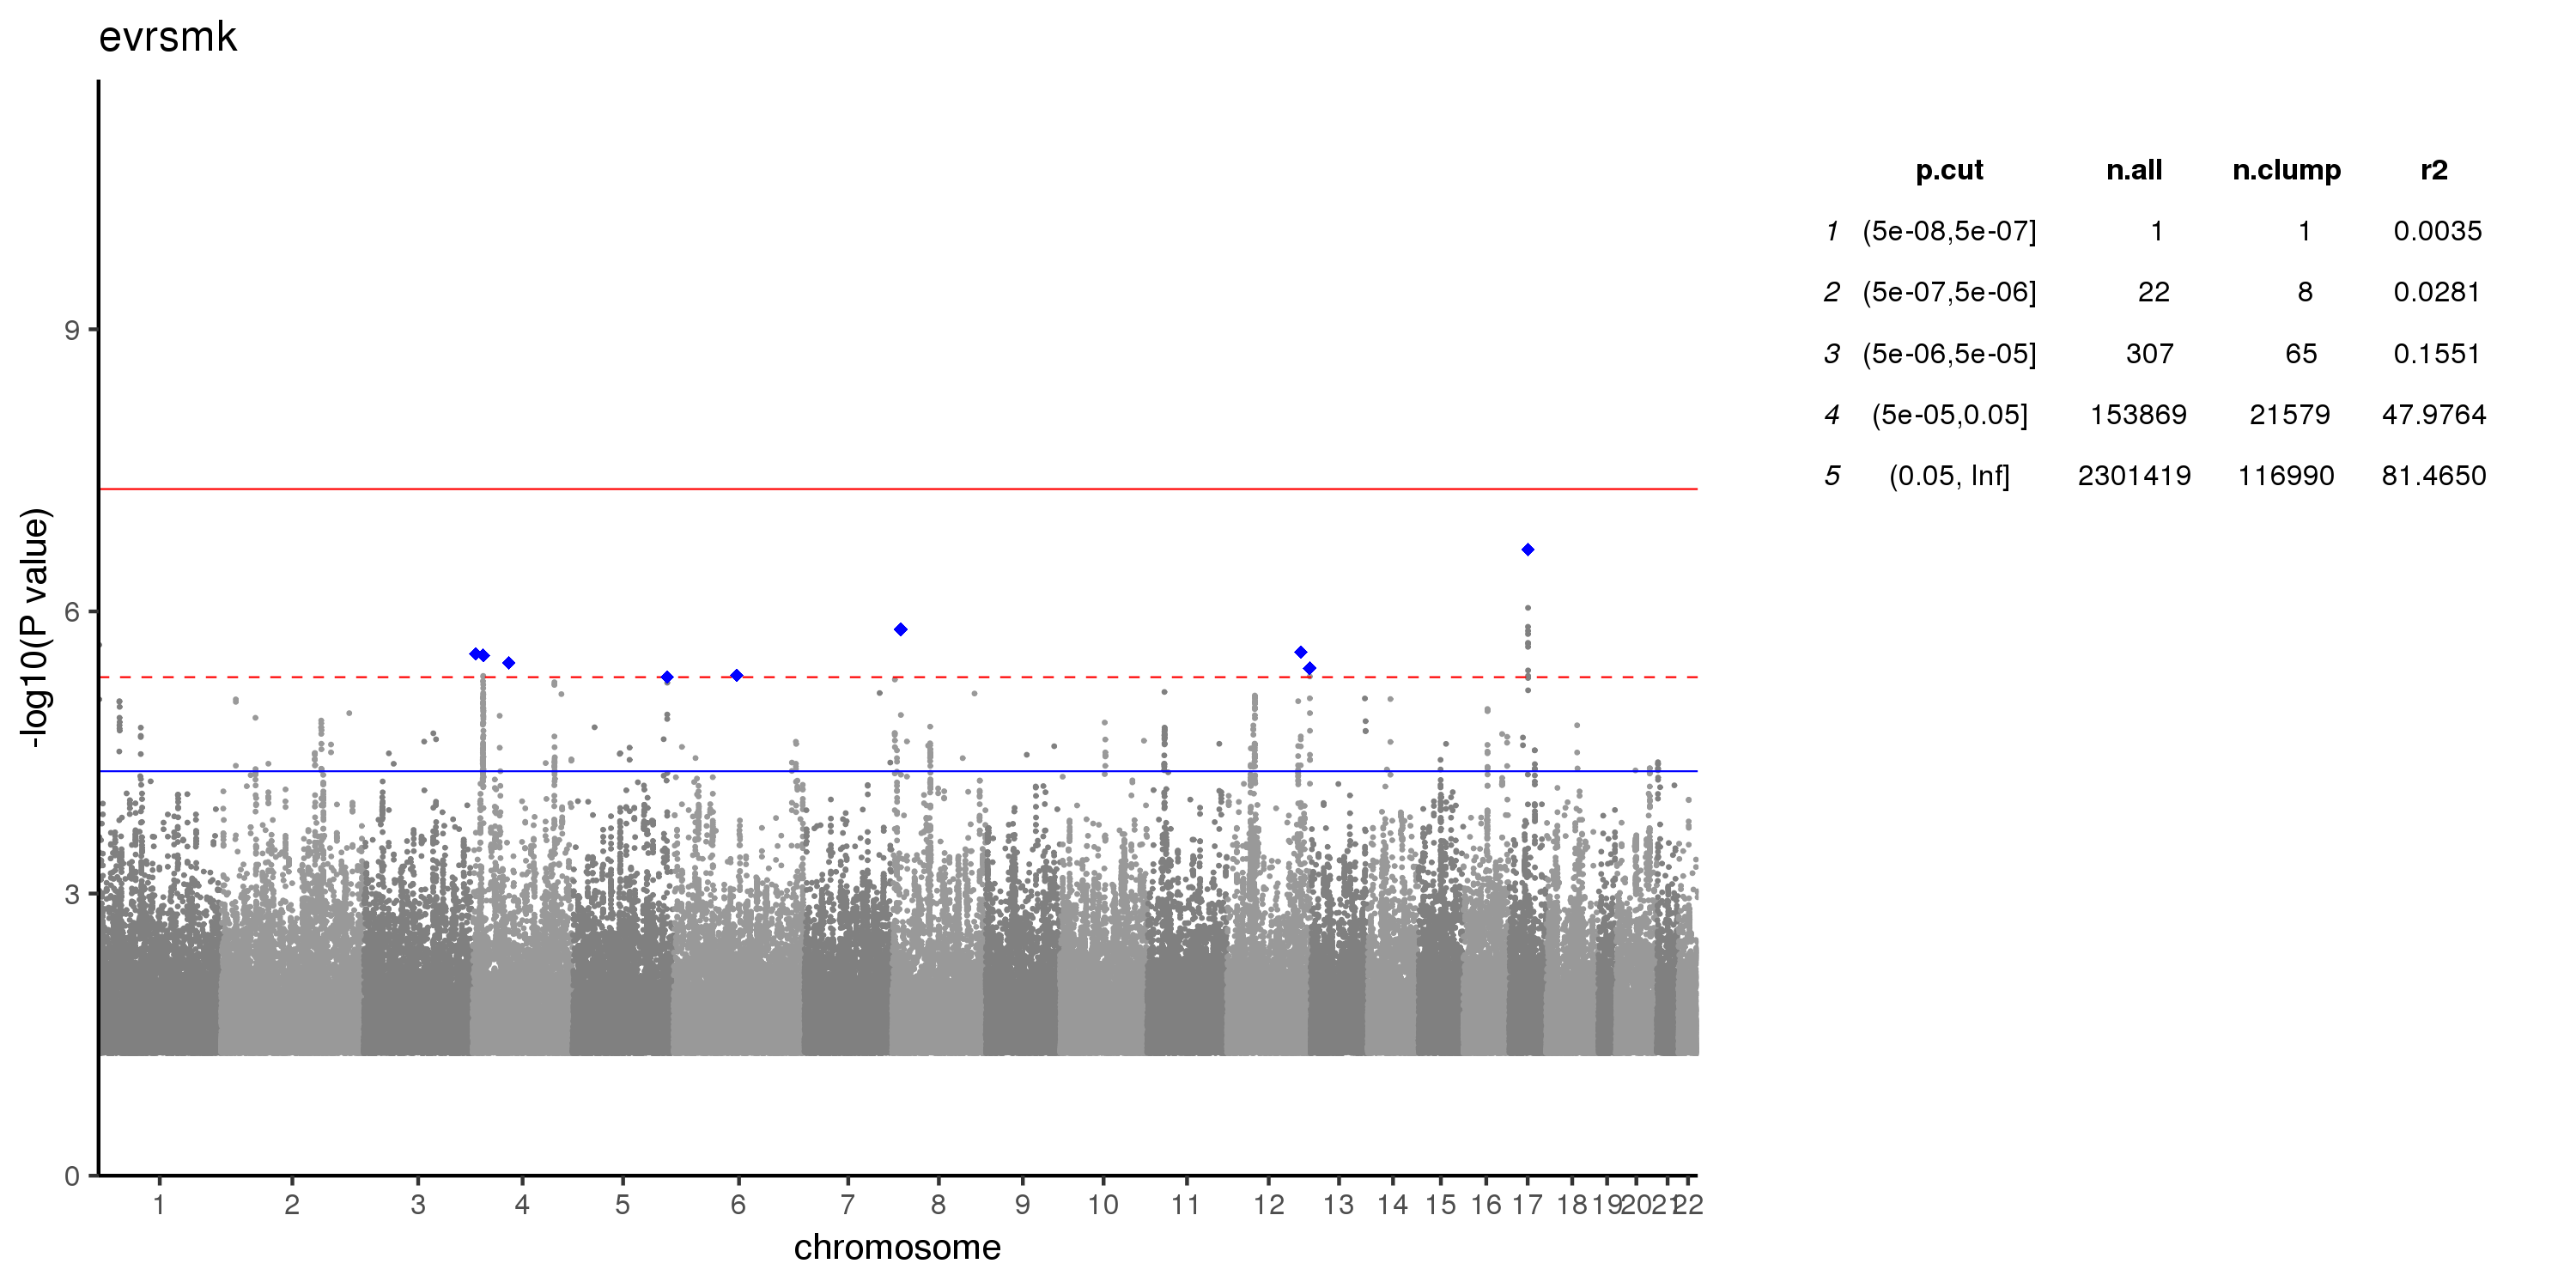 evrsmk
-log10(P value)
9
6
3
0
1 2 3 4 5 6 7 8 9 10 11 12 13 14 15 16 17 18 19 20 21 22
chromosome
p.cut n.all n.clump r2
1 (5e-08,5e-07] 1 1 0.0035
2 (5e-07,5e-06] 22 8 0.0281
3 (5e-06,5e-05] 307 65 0.1551
4 (5e-05,0.05] 153869 21579 47.9764
5 (0.05, Inf] 2301419 116990 81.4650